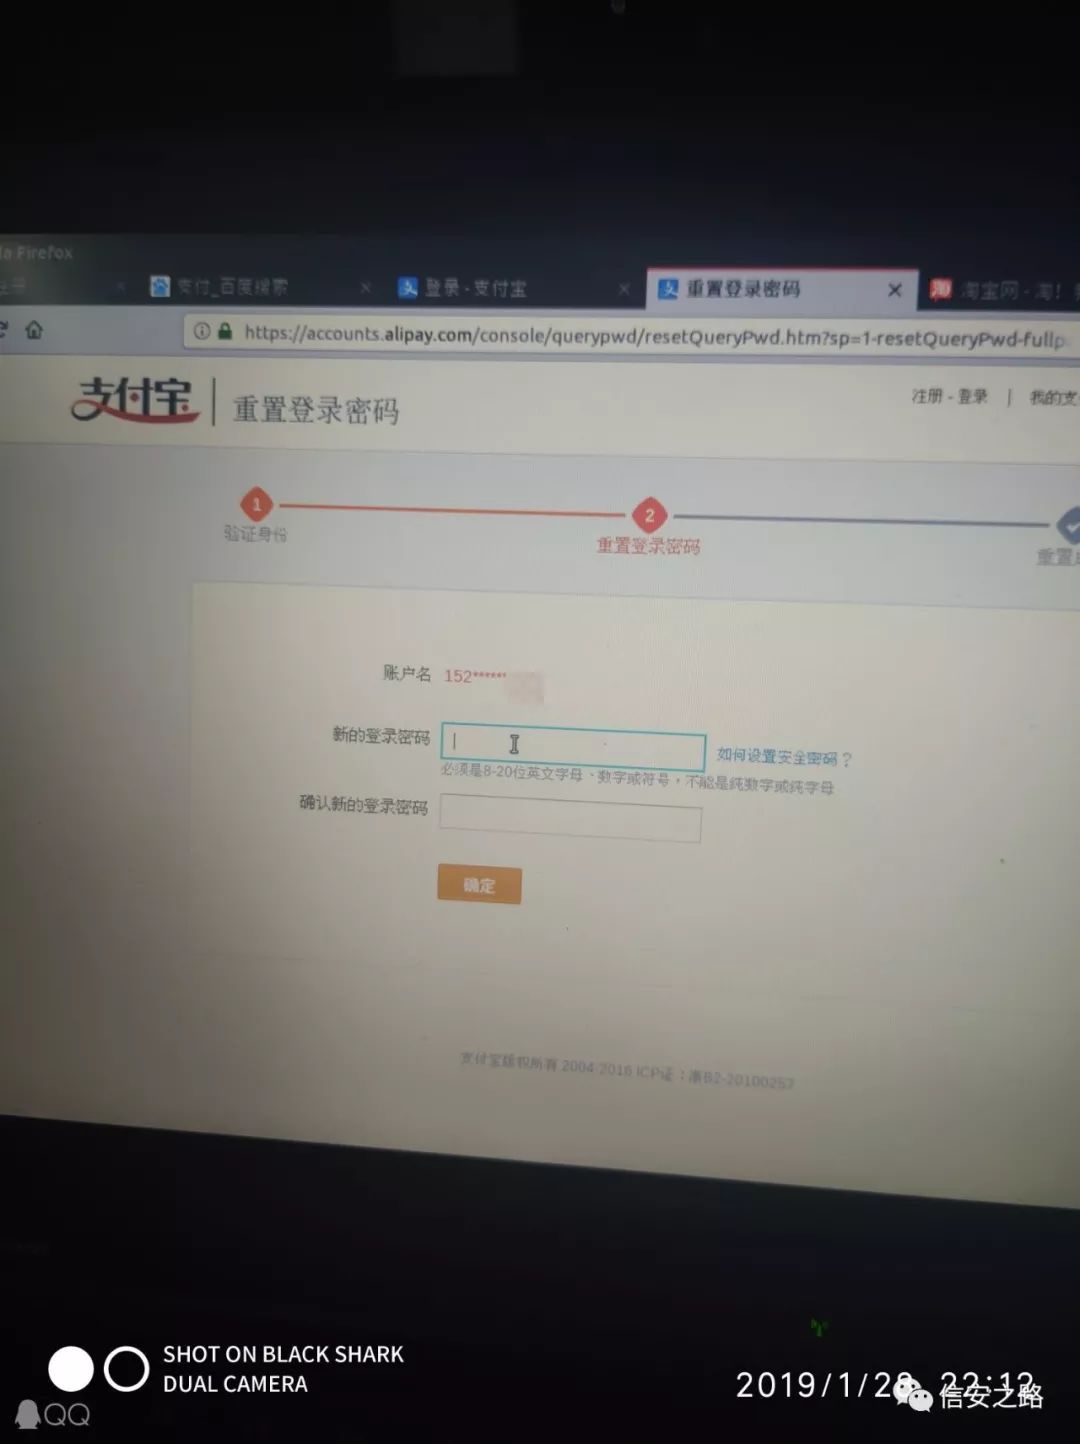 Firefox
支付_百度搜索
登录 - 支付宝
重置登录密码
淘宝网 - 淘！
https://accounts.alipay.com/console/querypwd/resetQueryPwd.htm?sp=1-resetQueryPwd-fullp
支付宝 | 重置登录密码
注册 - 登录 | 我的支
1
2
验证身份
重置登录密码
重置
账户名 152******
新的登录密码
如何设置安全密码？
必须是8-20位英文字母、数字或符号，不能是纯数字或纯字母
确认新的登录密码
确定
支付宝版权所有 2004-2016 ICP证：浙B2-20100257
SHOT ON BLACK SHARK
DUAL CAMERA
QQ
2019/1/28 22:12
信安之路